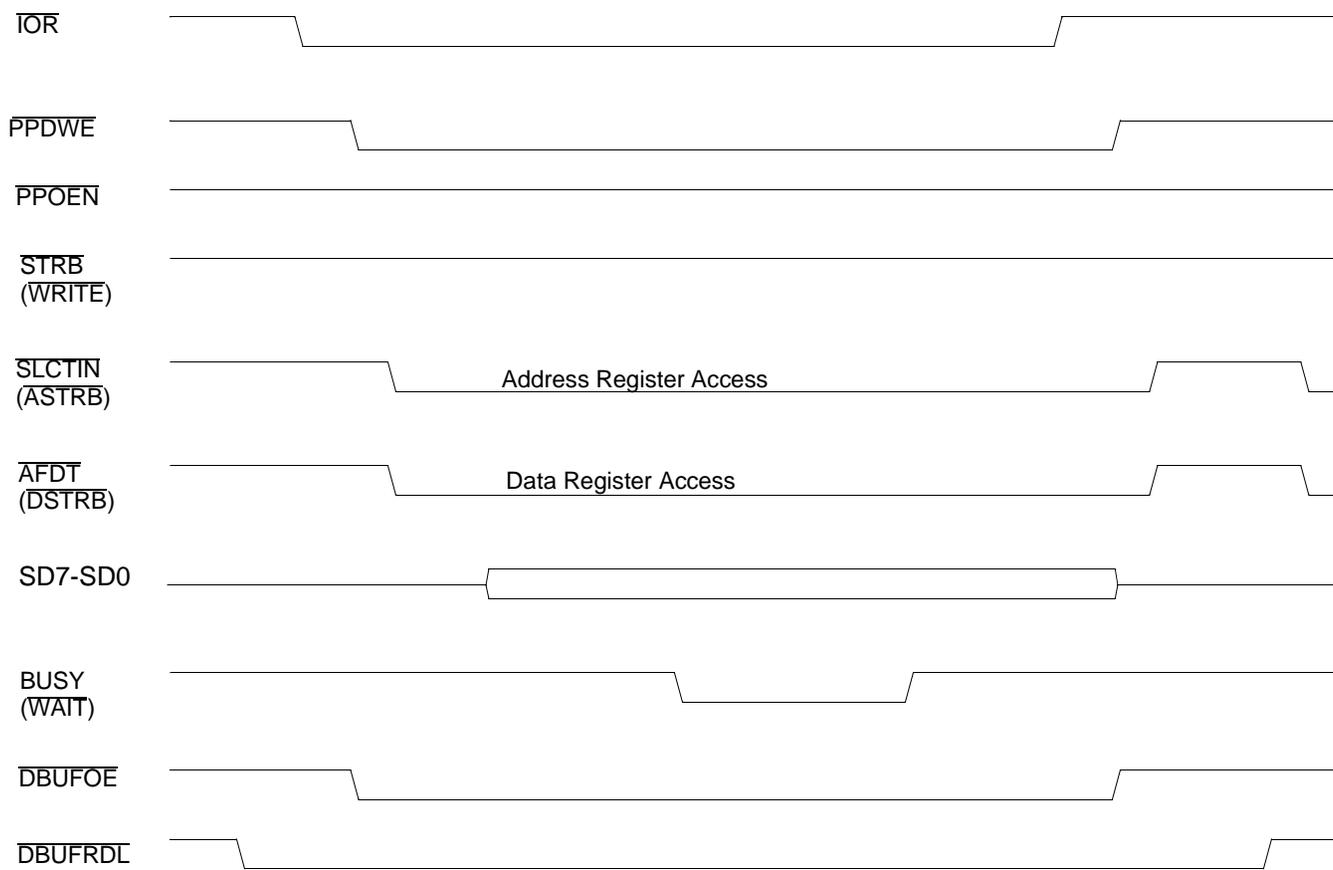 IOR
PPDWE
PPOEN
STRB
(WRITE)
SLCTIN
(ASTRB)
Address Register Access
AFDT
(DSTRB)
Data Register Access
SD7-SD0
BUSY
(WAIT)
DBUFOE
DBUFRDL